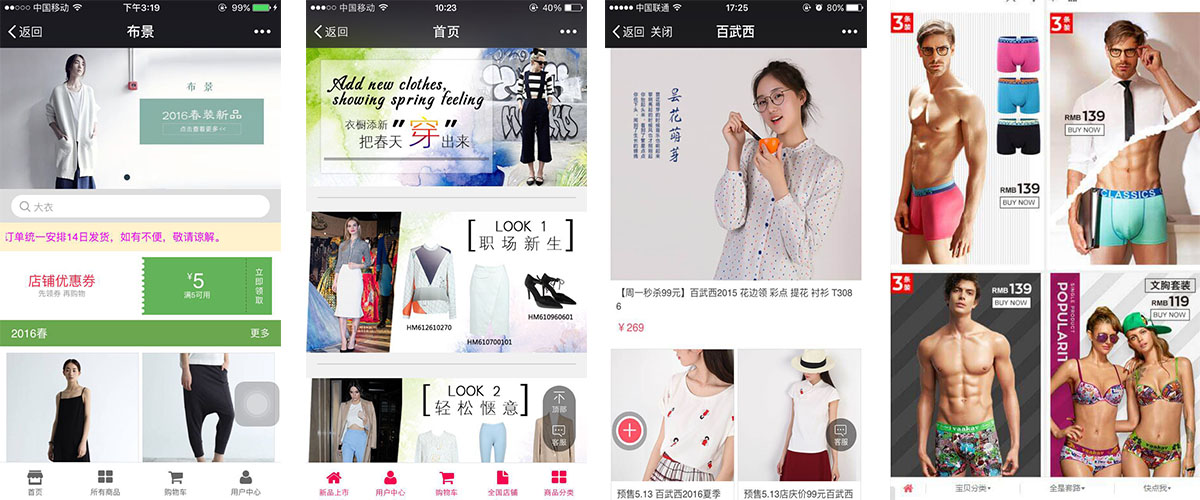 中国移动 下午3:19 99%
返回 布景
布景
2016春装新品
点击查看更多<<
大衣
订单统一安排14日发货，如有不便，敬请谅解。
店铺优惠券
先领券 再购物
¥5
满5可用
立即领取
2016春 更多
首页 所有商品 购物车 用户中心
中国移动 10:23 40%
返回 首页
Add new clothes,
showing spring feeling
衣橱添新
把春天"穿"出来
LOOK 1
职场新生
HM612610270
HM610960601
HM610700101
LOOK 2
轻松惬意
顶部
客服
新品上市 用户中心 购物车 全国店铺 商品分类
中国联通 17:25 80%
返回 关闭 百武西
昙花萌芽
【周一秒杀99元】百武西2015 花边领 彩点 提花 衬衫 T308
6
¥269
客服
预售5.13 百武西2016夏季
预售5.13店庆价99元百武西
3条装
RMB 139
BUY NOW
3条装
RMB 139
BUY NOW
CLASSICS
3条装
RMB 139
BUY NOW
SINGLE PRODUCT
POPULARIT
文胸套装
RMB 119
BUY NOW
宝贝分类 全是套路 快点我